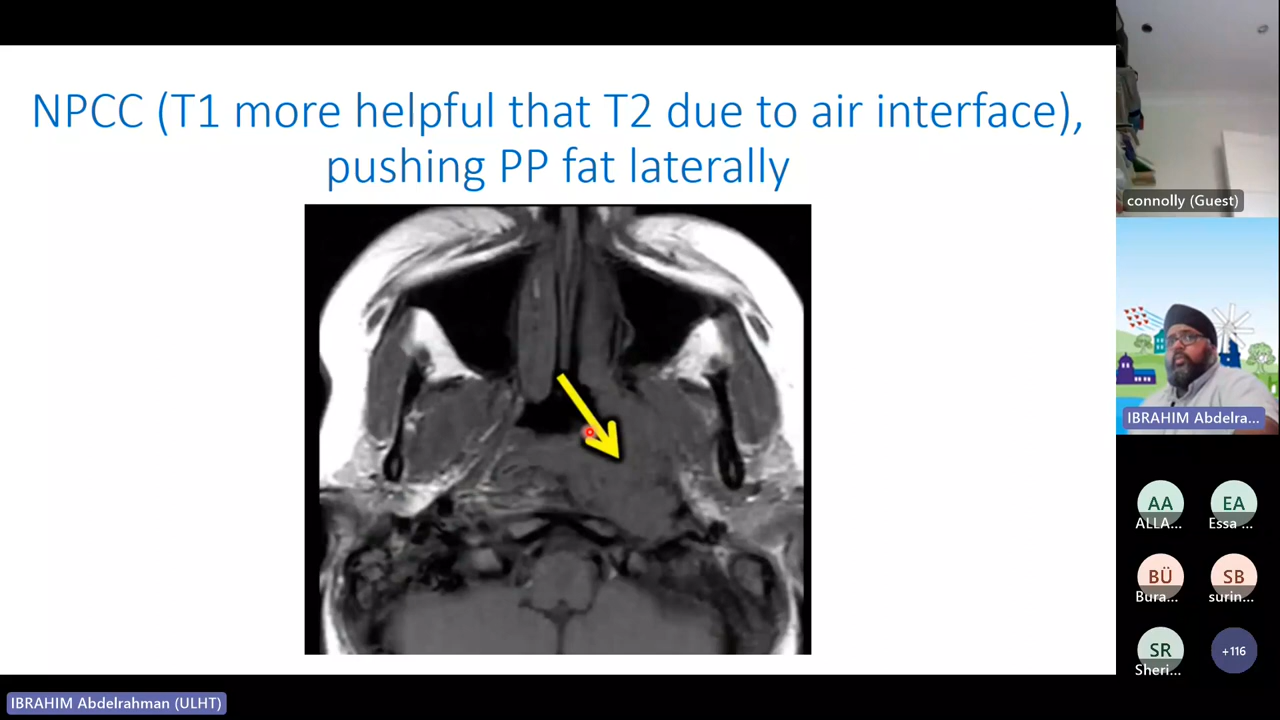 NPCC (T1 more helpful that T2 due to air interface),
pushing PP fat laterally
connolly (Guest)
IBRAHIM Abdelra...
AA
EA
ALLA...
Essa ...
BÜ
SB
Bura...
surin...
SR
+116
Sheri...
IBRAHIM Abdelrahman (ULHT)